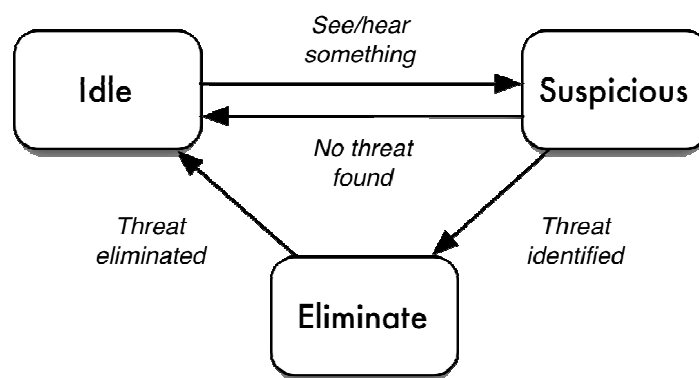 See/hear
something
Idle
Suspicious
No threat
found
Threat
eliminated
Threat
identified
Eliminate